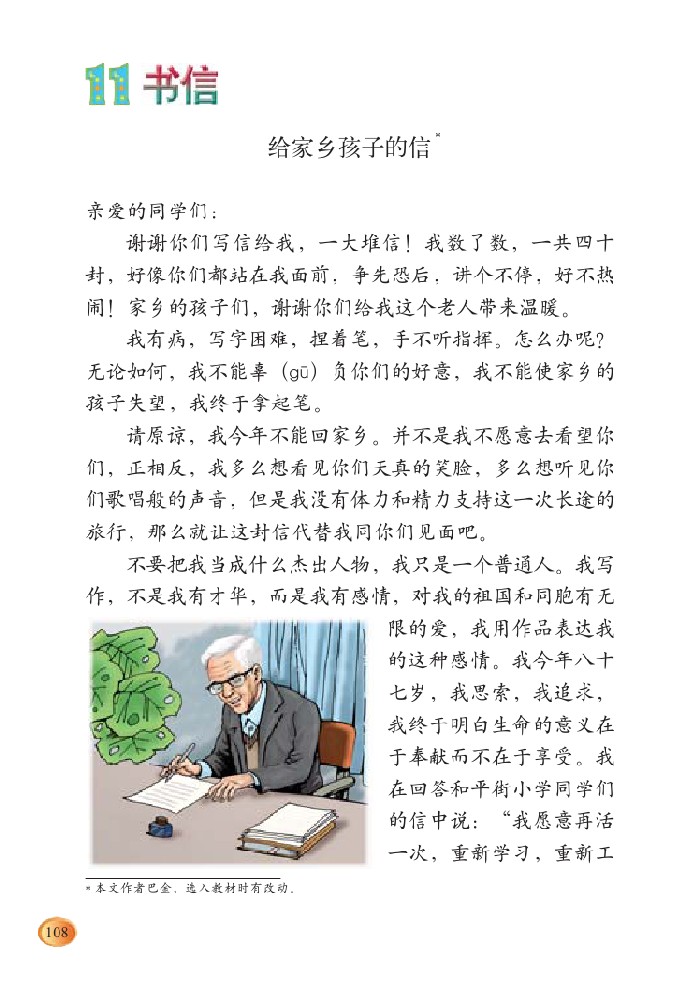 11 书信
给家乡孩子的信*
亲爱的同学们：
谢谢你们写信给我，一大堆信！我数了数，一共四十
封，好像你们都站在我面前，争先恐后，讲个不停，好不热
闹！家乡的孩子们，谢谢你们给我这个老人带来温暖。
我有病，写字困难，捏着笔，手不听指挥。怎么办呢？
无论如何，我不能辜（gū）负你们的好意，我不能使家乡的
孩子失望，我终于拿起笔。
请原谅，我今年不能回家乡。并不是我不愿意去看望你
们，正相反，我多么想看见你们天真的笑脸，多么想听见你
们歌唱般的声音，但是我没有体力和精力支持这一次长途的
旅行，那么就让这封信代替我同你们见面吧。
不要把我当成什么杰出人物，我只是一个普通人。我写
作，不是我有才华，而是我有感情，对我的祖国和同胞有无
限的爱，我用作品表达我
的这种感情。我今年八十
七岁，我思索，我追求，
我终于明白生命的意义在
于奉献而不在于享受。我
在回答和平街小学同学们
的信中说：“我愿意再活
一次，重新学习，重新工
* 本文作者巴金，选入教材时有改动。
108